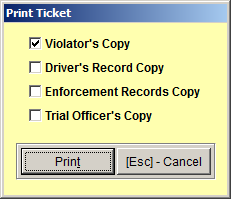 Print Ticket
Violator's Copy
Driver's Record Copy
Enforcement Records Copy
Trial Officer's Copy
Print [Esc] - Cancel